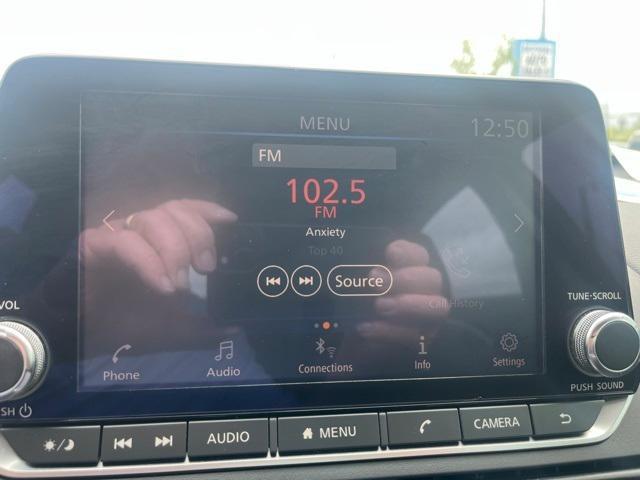 MENU
12:50
FM
102.5
FM
Anxiety
Top 40
Source
Call History
Phone
Audio
Connections
Info
Settings
VOL
TUNE·SCROLL
PUSH SOUND
AUDIO
MENU
CAMERA